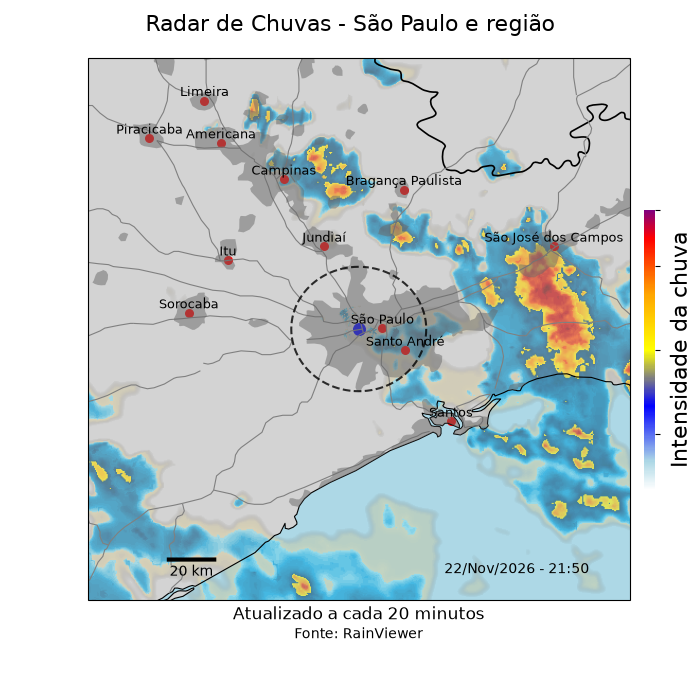 Radar de Chuvas - São Paulo e região
Limeira
Piracicaba
Americana
Campinas
Bragança Paulista
Jundiaí
São José dos Campos
Itu
Sorocaba
São Paulo
Santo André
Santos
Intensidade da chuva
20 km
22/Nov/2026 - 21:50
Atualizado a cada 20 minutos
Fonte: RainViewer